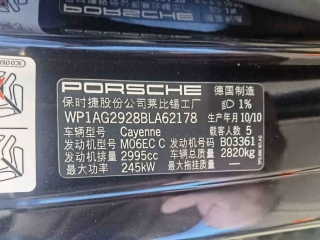 PORSCHE 德国制造
保时捷股份公司莱比锡工厂 1%
WP1AG2928BLA62178 生产年月 10/10
车辆型号 Cayenne 载客人数 5
发动机型号 M06EC C 发动机号码 B03361
发动机排量 2995cc 车辆总质量 2820kg
最大功率 245kW 最大拖挂质量 —